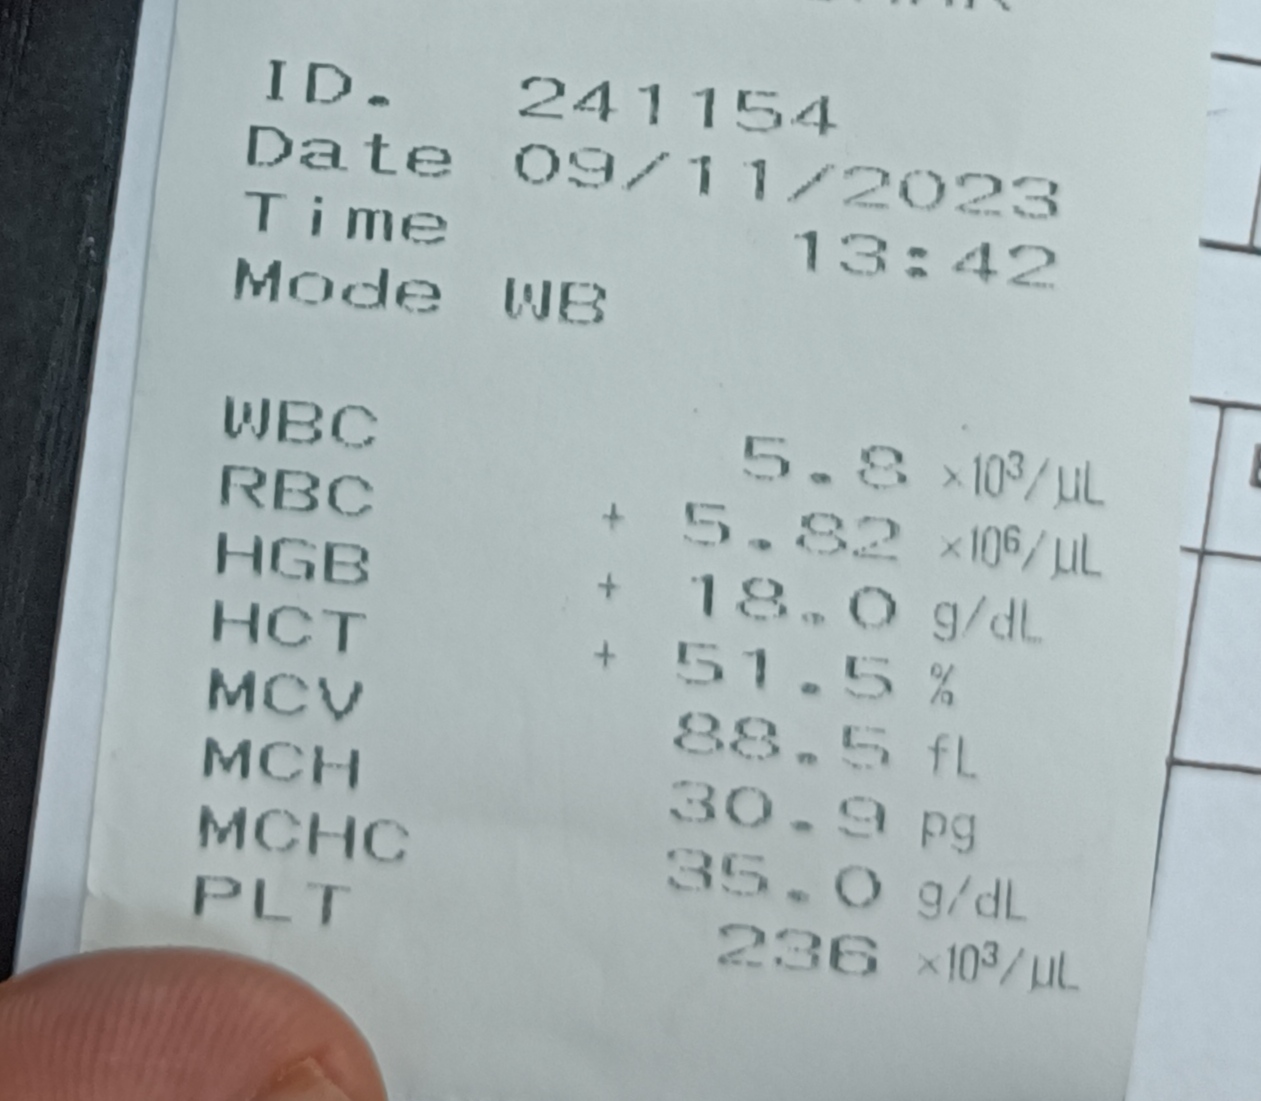 ID. 241154
Date 09/11/2023
Time 13:42
Mode WB
WBC 5.8 ×10³/µL
RBC + 5.82 ×10⁶/µL
HGB + 18.0 g/dL
HCT + 51.5 %
MCV 88.5 fL
MCH 30.9 pg
MCHC 35.0 g/dL
PLT 236 ×10³/µL